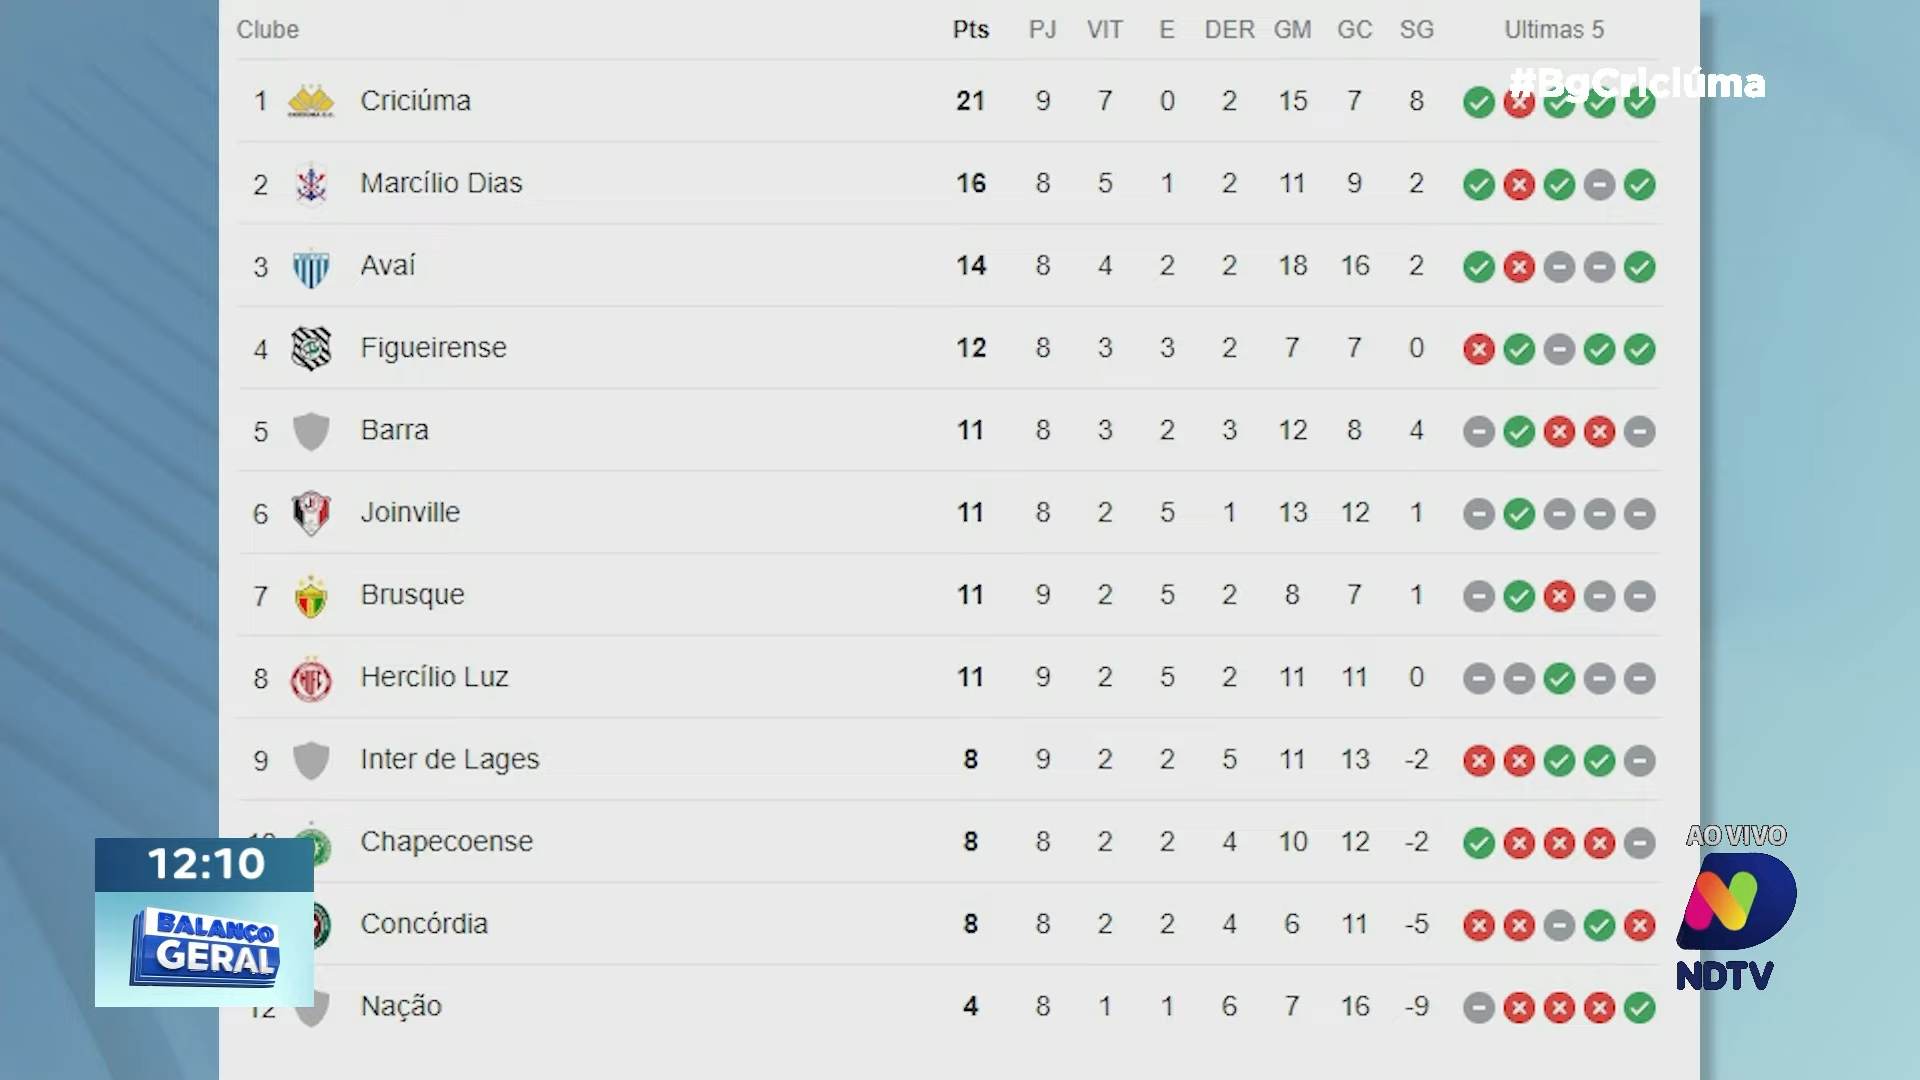 Clube Pts PJ VIT E DER GM GC SG Ultimas 5
#BgCriciúma
1 Criciúma 21 9 7 0 2 15 7 8
2 Marcílio Dias 16 8 5 1 2 11 9 2
3 Avaí 14 8 4 2 2 18 16 2
4 Figueirense 12 8 3 3 2 7 7 0
5 Barra 11 8 3 2 3 12 8 4
6 Joinville 11 8 2 5 1 13 12 1
7 Brusque 11 9 2 5 2 8 7 1
8 Hercílio Luz 11 9 2 5 2 11 11 0
9 Inter de Lages 8 9 2 2 5 11 13 -2
Chapecoense 8 8 2 2 4 10 12 -2
Concórdia 8 8 2 2 4 6 11 -5
12 Nação 4 8 1 1 6 7 16 -9
12:10
BALANÇO
GERAL
AO VIVO
NDTV